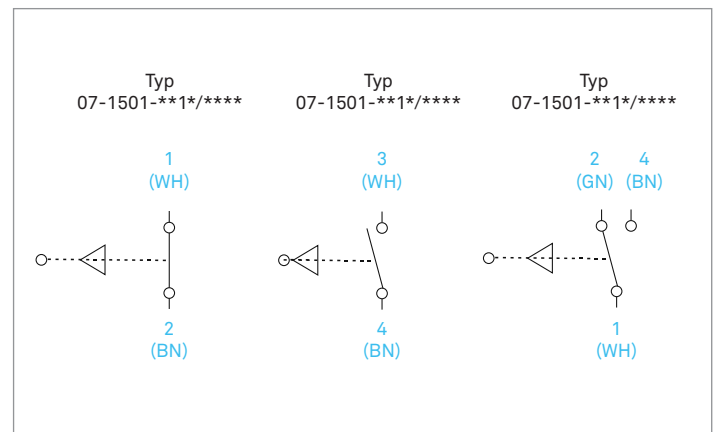 Typ
07-1501-**1*/****
1
(WH)
2
(BN)
Typ
07-1501-**1*/****
3
(WH)
4
(BN)
Typ
07-1501-**1*/****
2 4
(GN) (BN)
1
(WH)